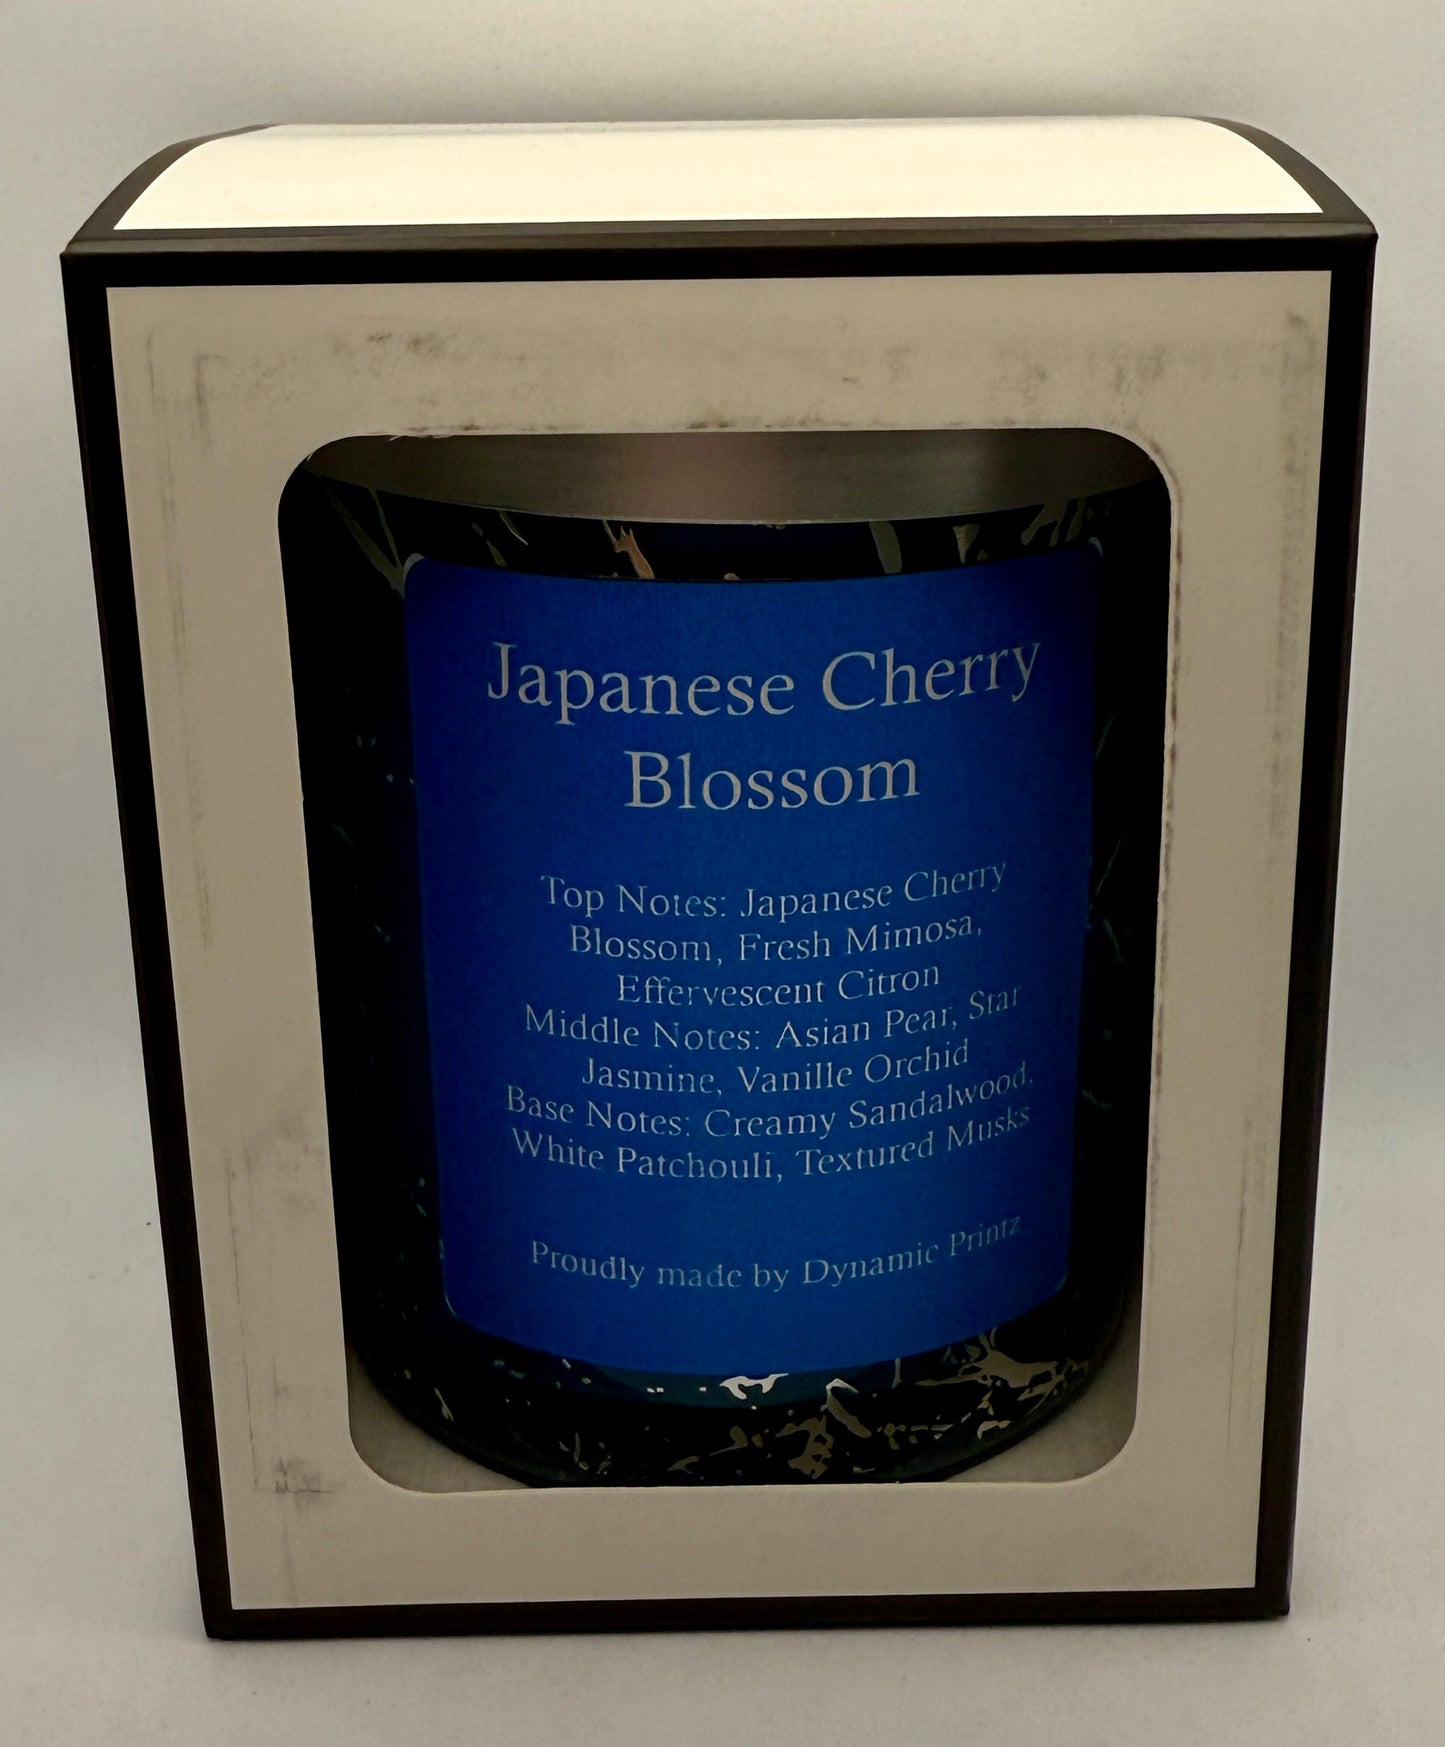 Japanese Cherry
Blossom
Top Notes: Japanese Cherry
Blossom, Fresh Mimosa,
Effervescent Citron
Middle Notes: Asian Pear, Star
Jasmine, Vanille Orchid
Base Notes: Creamy Sandalwood,
White Patchouli, Textured Musks
Proudly made by Dynamic Printz